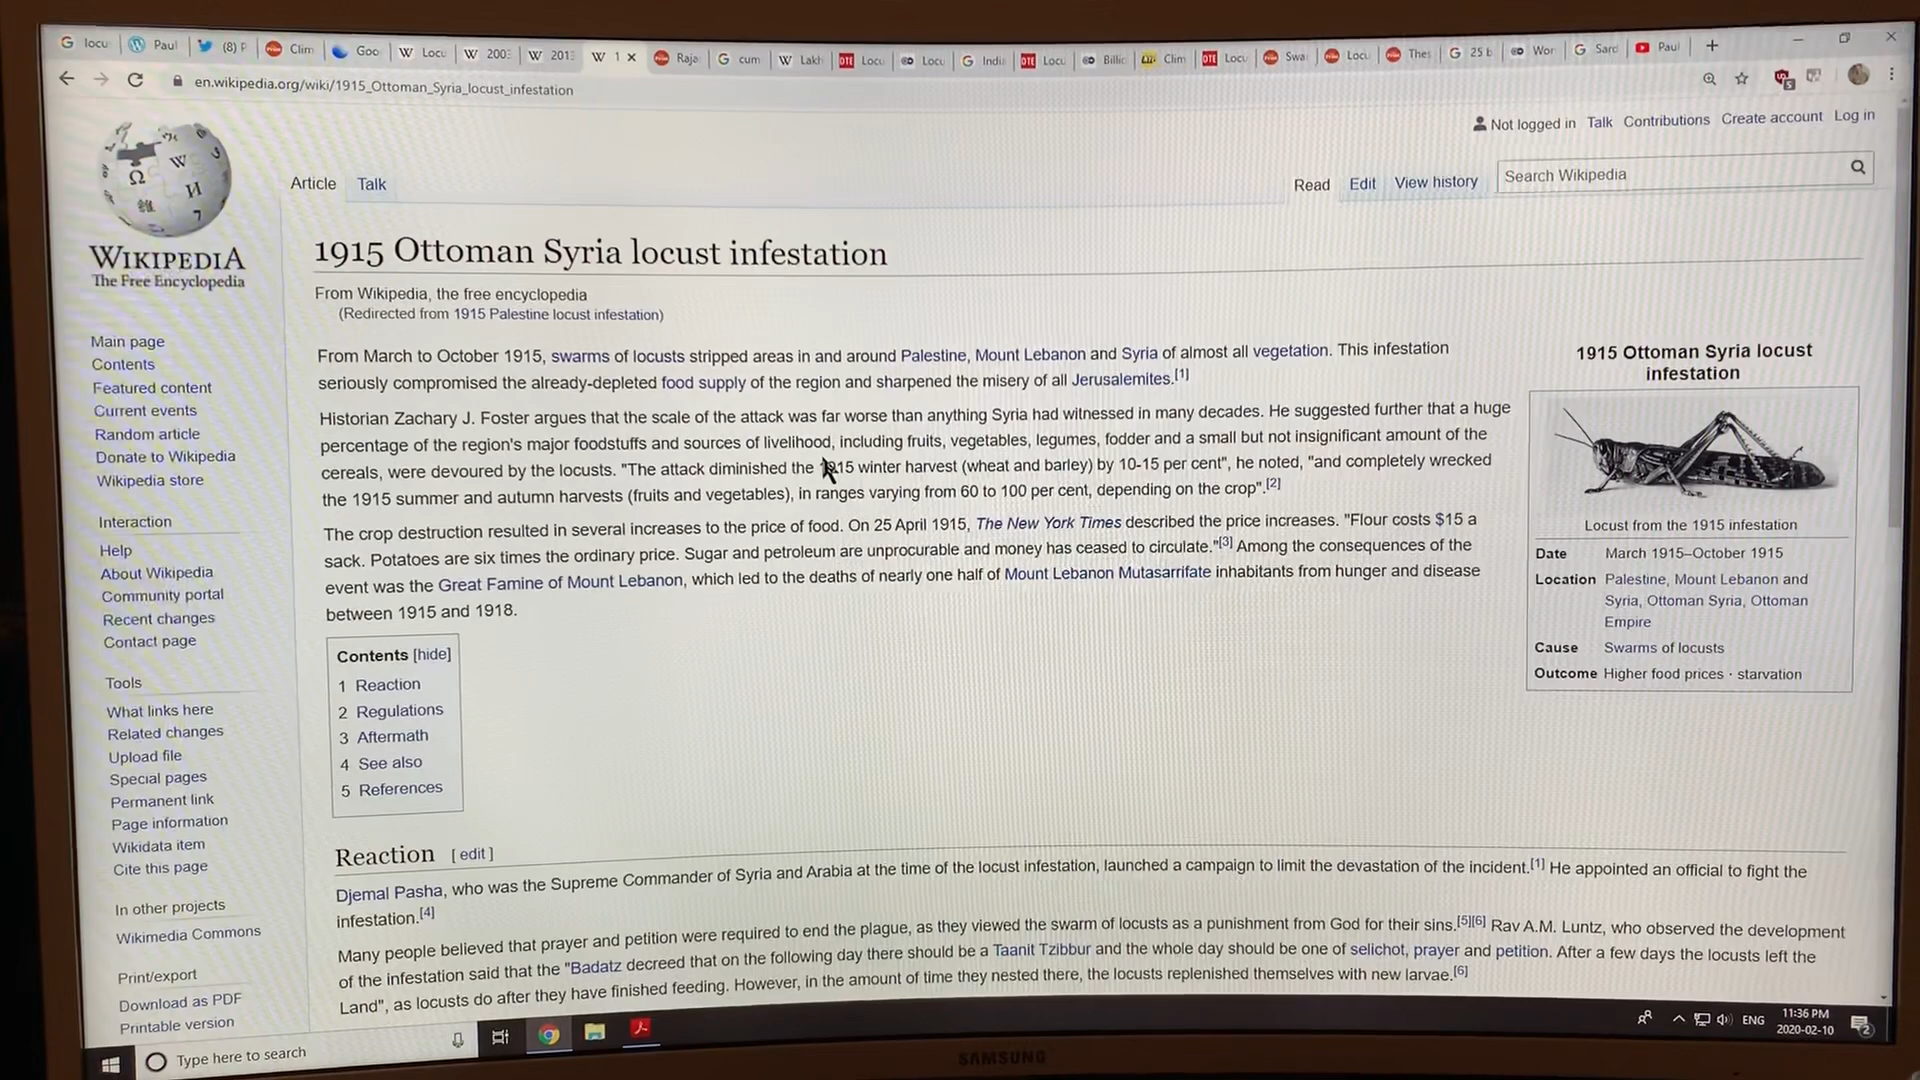 locu
Paul
(8) P
Clim
Goo
Locu
200
201
1
Raja
cum
Lakh
Locu
Locu
India
Locu
Billic
Clim
Locu
Swa
Locu
Thes
25 b
Wor
Sard
Paul
en.wikipedia.org/wiki/1915_Ottoman_Syria_locust_infestation
Not logged in Talk Contributions Create account Log in
Article Talk
Read Edit View history Search Wikipedia
WIKIPEDIA
The Free Encyclopedia
Main page
Contents
Featured content
Current events
Random article
Donate to Wikipedia
Wikipedia store
Interaction
Help
About Wikipedia
Community portal
Recent changes
Contact page
Tools
What links here
Related changes
Upload file
Special pages
Permanent link
Page information
Wikidata item
Cite this page
In other projects
Wikimedia Commons
Print/export
Download as PDF
Printable version
1915 Ottoman Syria locust infestation
From Wikipedia, the free encyclopedia
(Redirected from 1915 Palestine locust infestation)
From March to October 1915, swarms of locusts stripped areas in and around Palestine, Mount Lebanon and Syria of almost all vegetation. This infestation
seriously compromised the already-depleted food supply of the region and sharpened the misery of all Jerusalemites.[1]
Historian Zachary J. Foster argues that the scale of the attack was far worse than anything Syria had witnessed in many decades. He suggested further that a huge
percentage of the region's major foodstuffs and sources of livelihood, including fruits, vegetables, legumes, fodder and a small but not insignificant amount of the
cereals, were devoured by the locusts. "The attack diminished the 1915 winter harvest (wheat and barley) by 10-15 per cent", he noted, "and completely wrecked
the 1915 summer and autumn harvests (fruits and vegetables), in ranges varying from 60 to 100 per cent, depending on the crop".[2]
The crop destruction resulted in several increases to the price of food. On 25 April 1915, The New York Times described the price increases. "Flour costs $15 a
sack. Potatoes are six times the ordinary price. Sugar and petroleum are unprocurable and money has ceased to circulate."[3] Among the consequences of the
event was the Great Famine of Mount Lebanon, which led to the deaths of nearly one half of Mount Lebanon Mutasarrifate inhabitants from hunger and disease
between 1915 and 1918.
Contents [hide]
1 Reaction
2 Regulations
3 Aftermath
4 See also
5 References
1915 Ottoman Syria locust
infestation
Locust from the 1915 infestation
Date March 1915–October 1915
Location Palestine, Mount Lebanon and
Syria, Ottoman Syria, Ottoman
Empire
Cause Swarms of locusts
Outcome Higher food prices · starvation
Reaction [ edit ]
Djemal Pasha, who was the Supreme Commander of Syria and Arabia at the time of the locust infestation, launched a campaign to limit the devastation of the incident.[1] He appointed an official to fight the
infestation.[4]
Many people believed that prayer and petition were required to end the plague, as they viewed the swarm of locusts as a punishment from God for their sins.[5][6] Rav A.M. Luntz, who observed the development
of the infestation said that the "Badatz decreed that on the following day there should be a Taanit Tzibbur and the whole day should be one of selichot, prayer and petition. After a few days the locusts left the
Land", as locusts do after they have finished feeding. However, in the amount of time they nested there, the locusts replenished themselves with new larvae.[6]
Type here to search
ENG
11:36 PM
2020-02-10
2
SAMSUNG